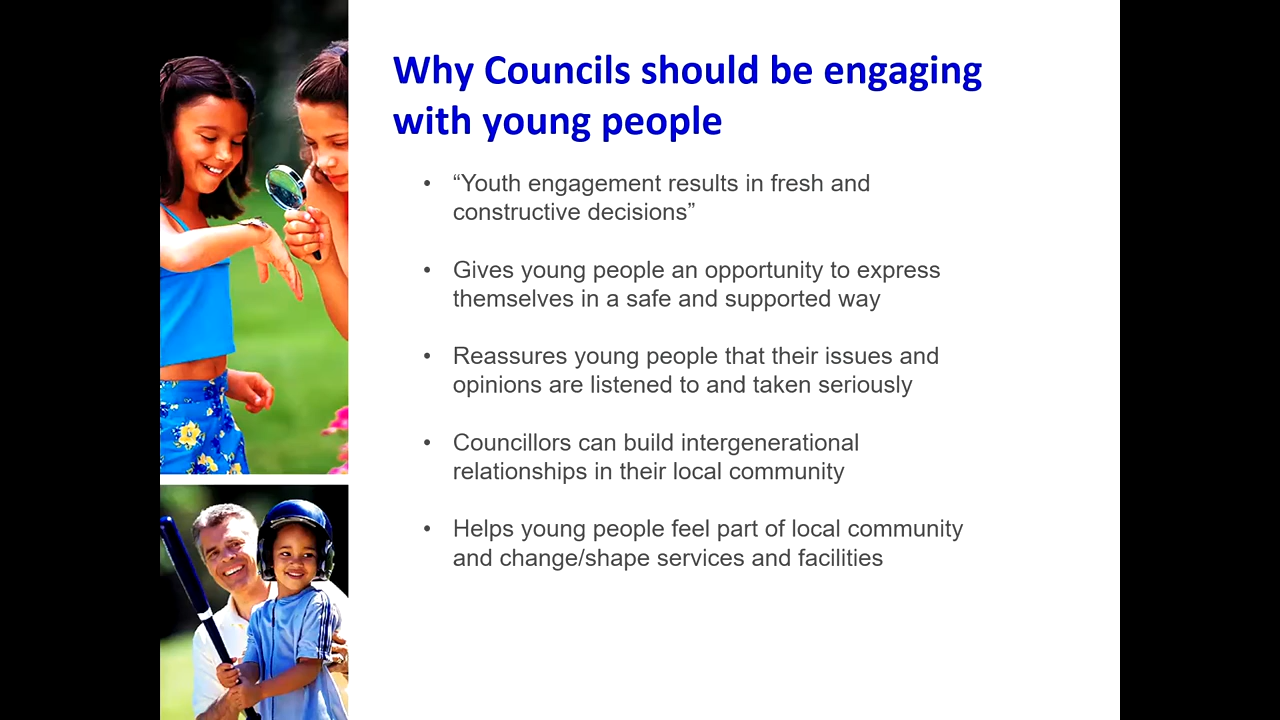 Why Councils should be engaging
with young people
• “Youth engagement results in fresh and
constructive decisions”
• Gives young people an opportunity to express
themselves in a safe and supported way
• Reassures young people that their issues and
opinions are listened to and taken seriously
• Councillors can build intergenerational
relationships in their local community
• Helps young people feel part of local community
and change/shape services and facilities